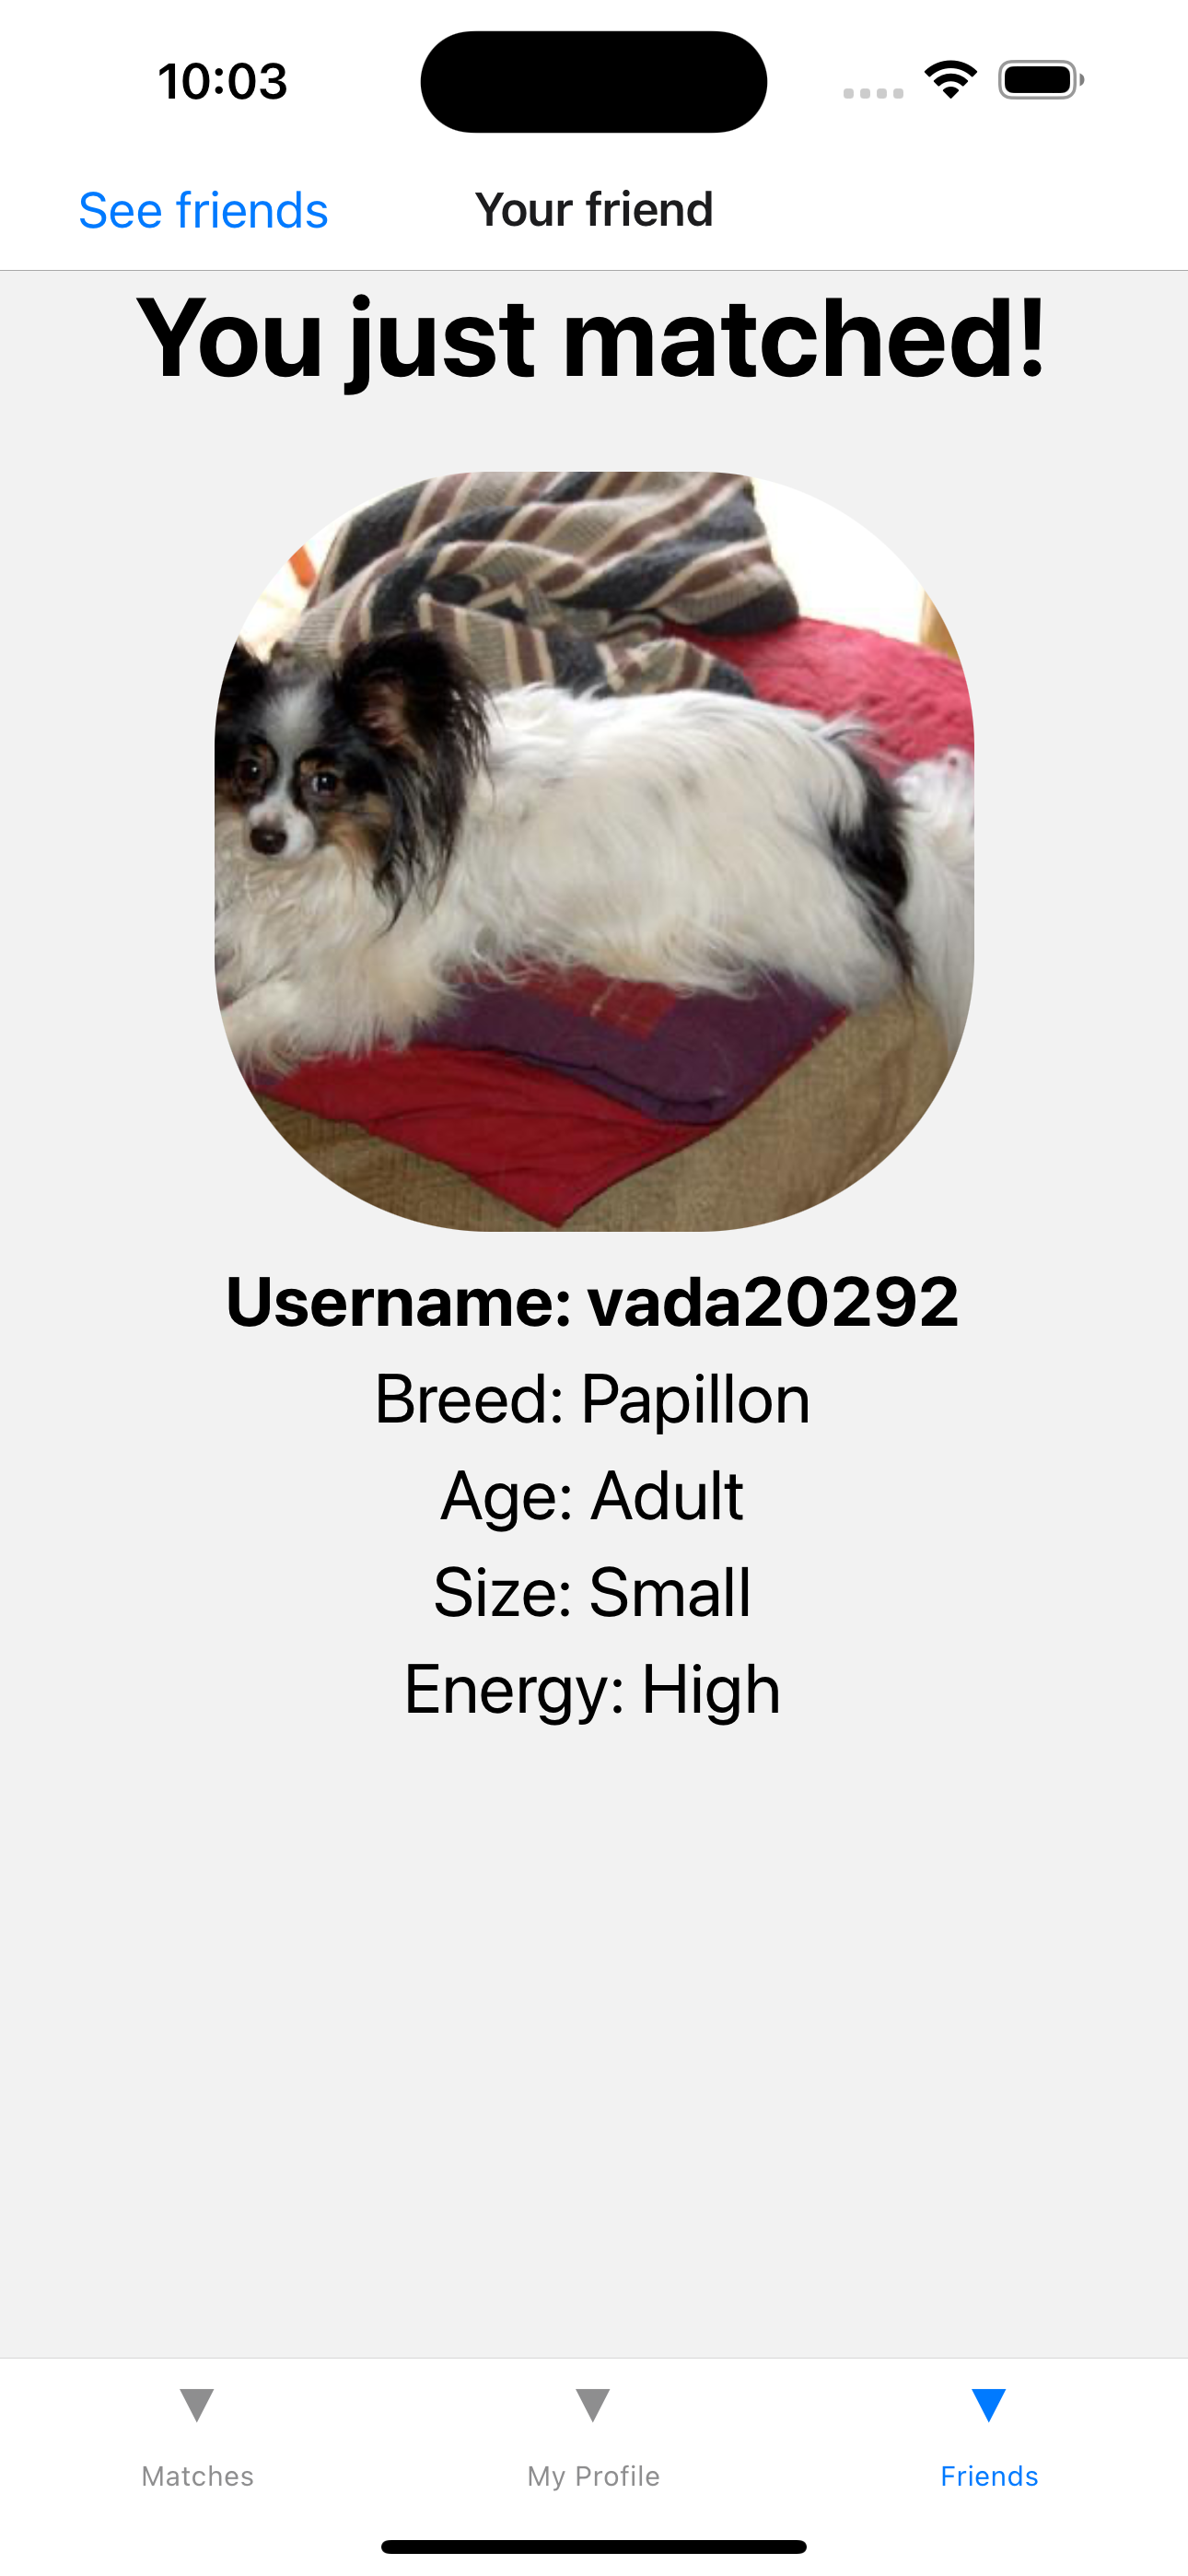 10:03
See friends
Your friend
You just matched!
Username: vada20292
Breed: Papillon
Age: Adult
Size: Small
Energy: High
Matches
My Profile
Friends